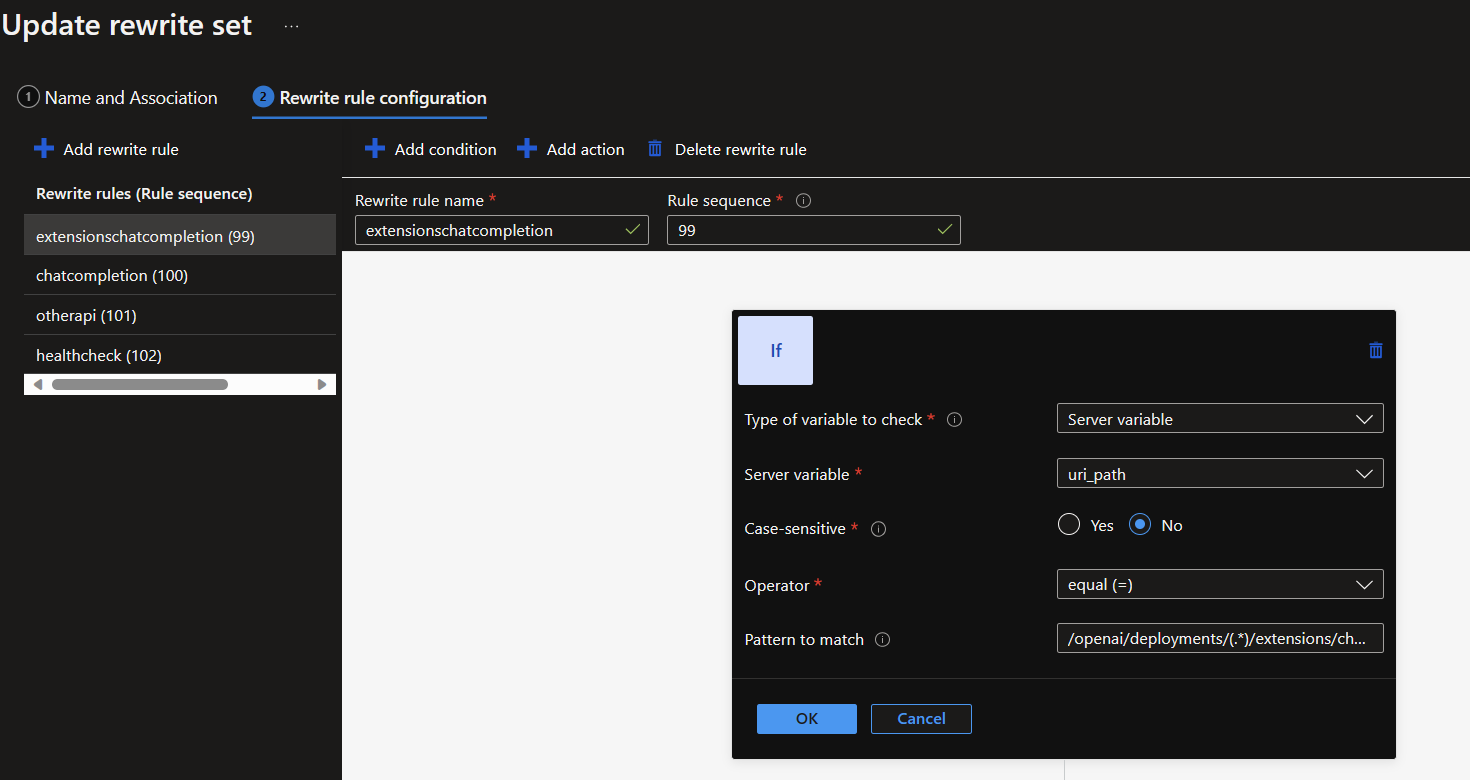 Update rewrite set ...
1 Name and Association
2 Rewrite rule configuration
Add rewrite rule
Add condition
Add action
Delete rewrite rule
Rewrite rules (Rule sequence)
extensionschatcompletion (99)
chatcompletion (100)
otherapi (101)
healthcheck (102)
Rewrite rule name *
Rule sequence *
extensionschatcompletion
99
If
Type of variable to check *
Server variable
Server variable *
uri_path
Case-sensitive *
Yes
No
Operator *
equal (=)
Pattern to match
/openai/deployments/(.*)/extensions/ch...
OK
Cancel